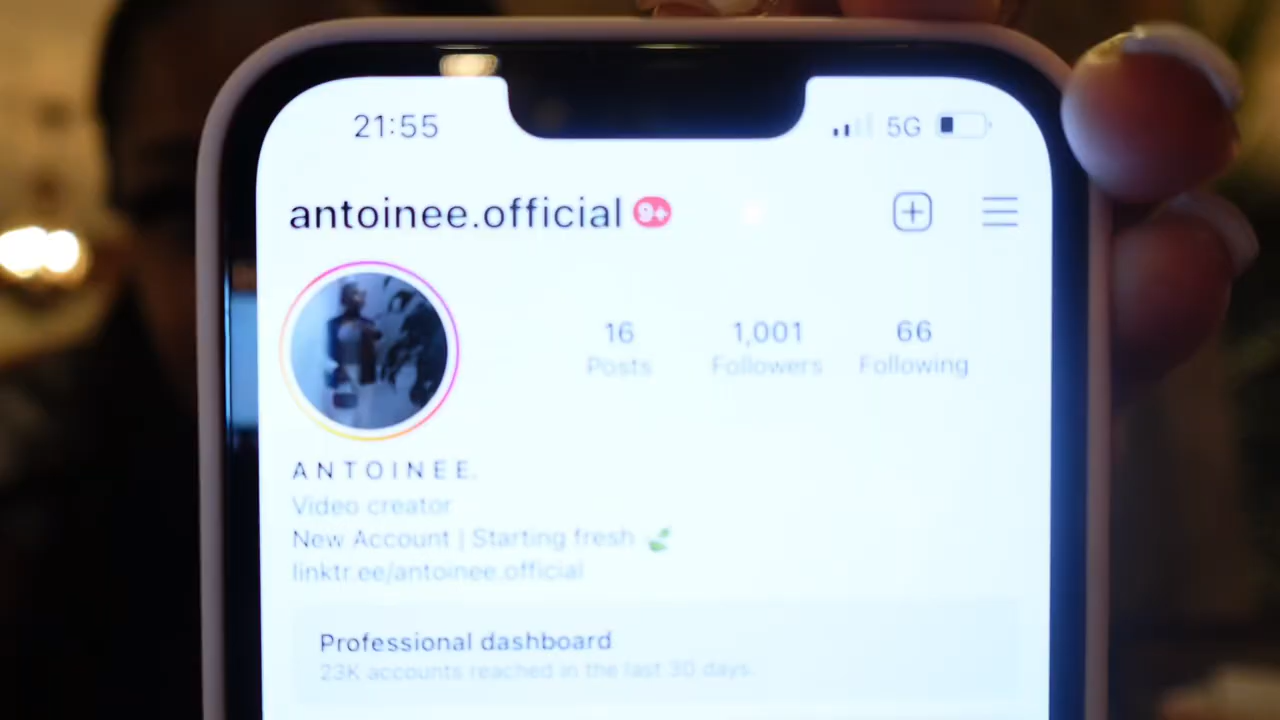 21:55 5G
antoinee.official 9+
16 1,001 66
Posts Followers Following
A N T O I N E E.
Video creator
New Account | Starting fresh
linktr.ee/antoinee.official
Professional dashboard
23K accounts reached in the last 30 days.